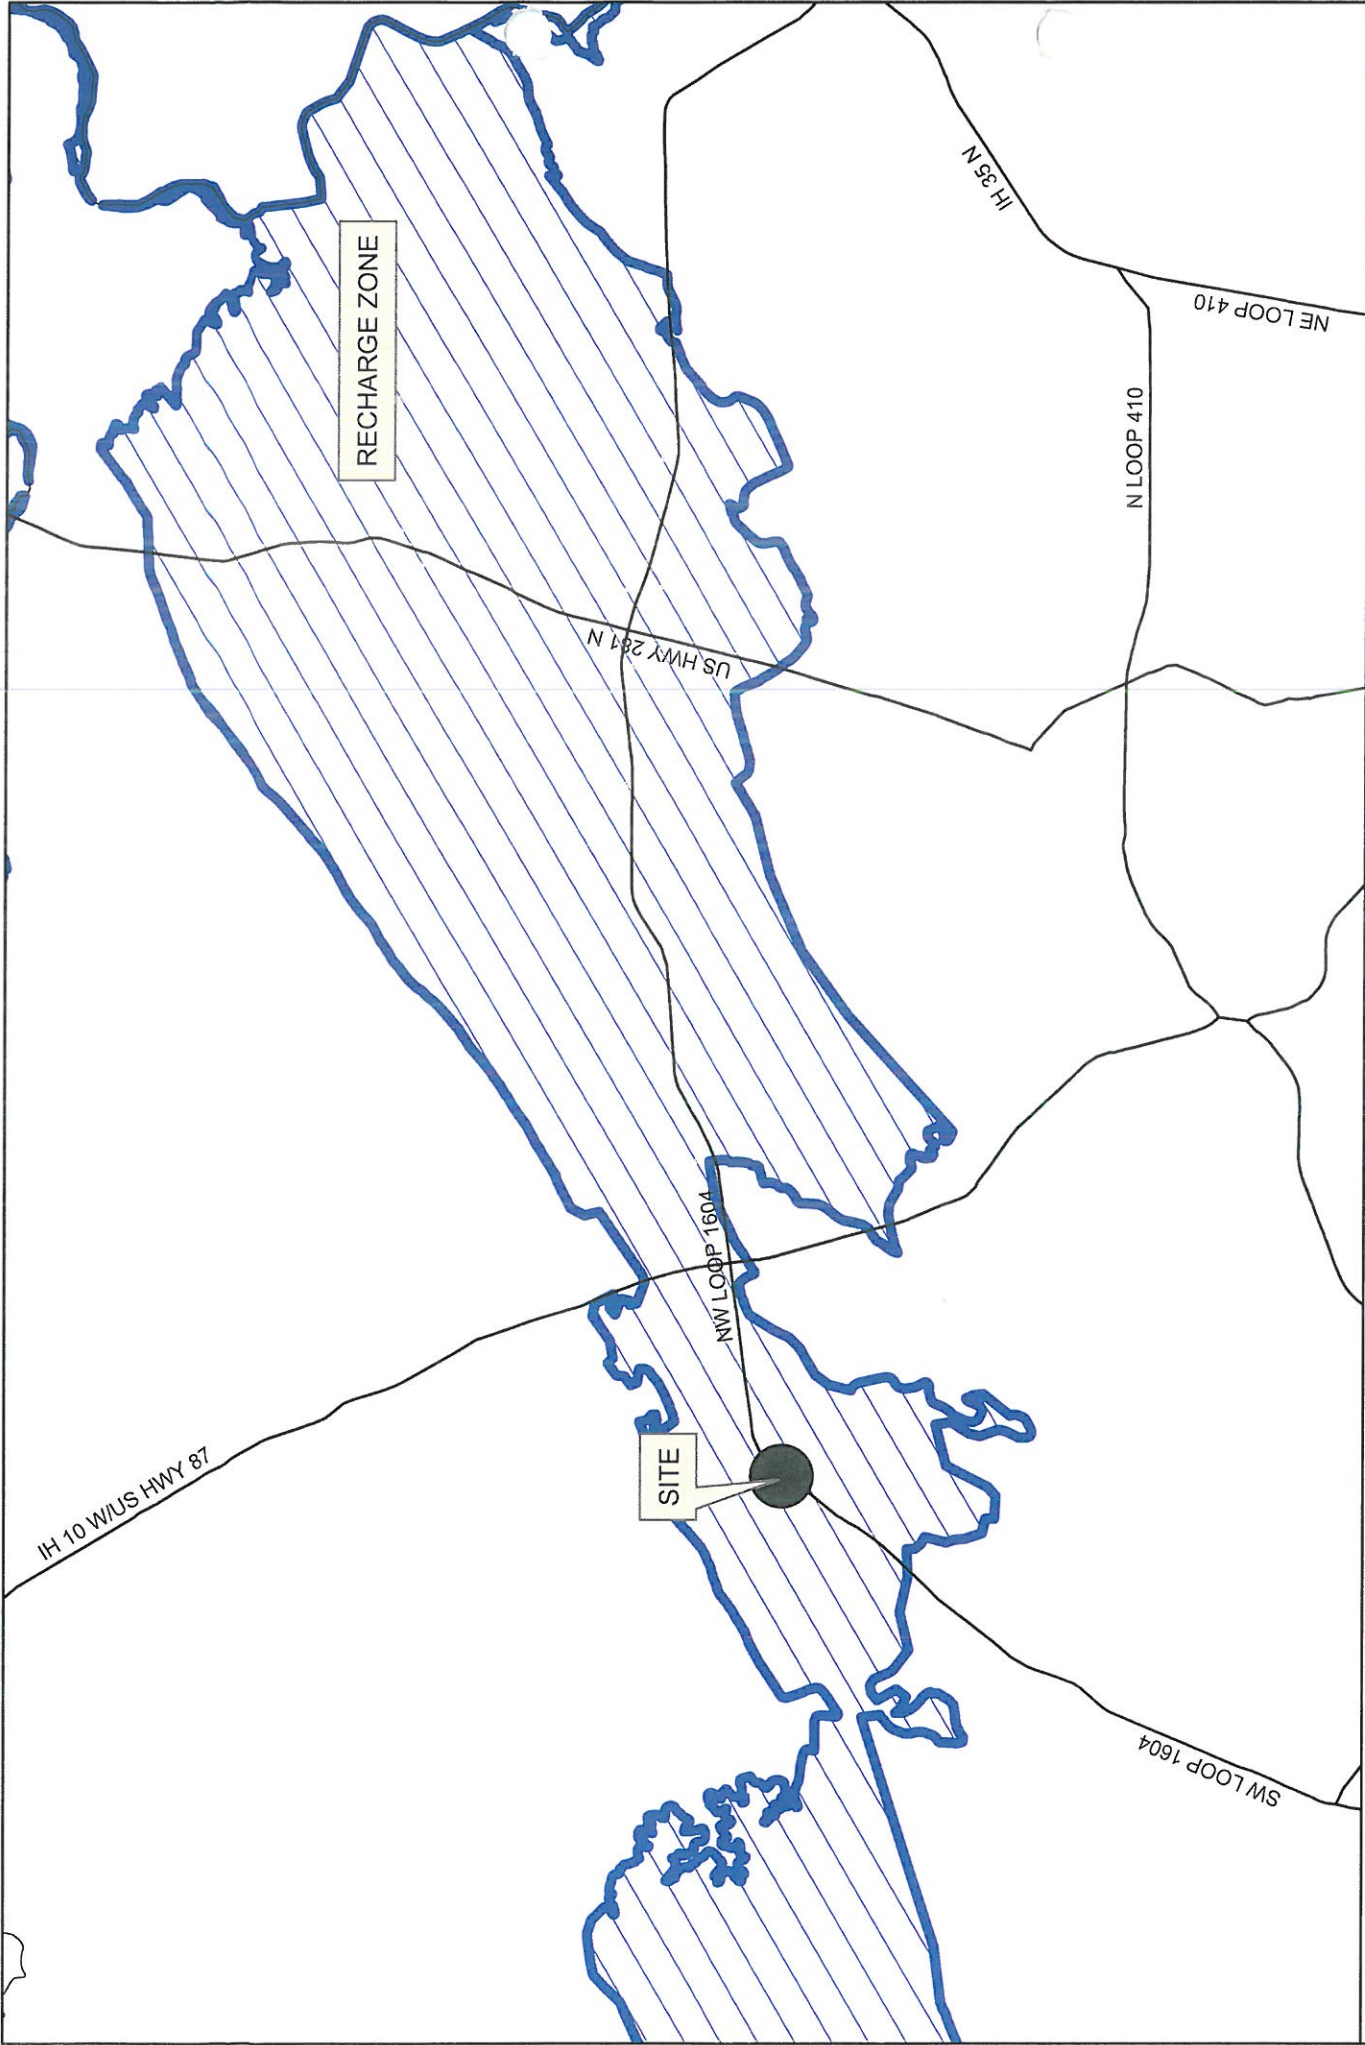 RECHARGE ZONE
IH 35 N
NE LOOP 410
N LOOP 410
US HWY 281 N
NW LOOP 1604
IH 10 W/US HWY 87
SITE
SW LOOP 1604